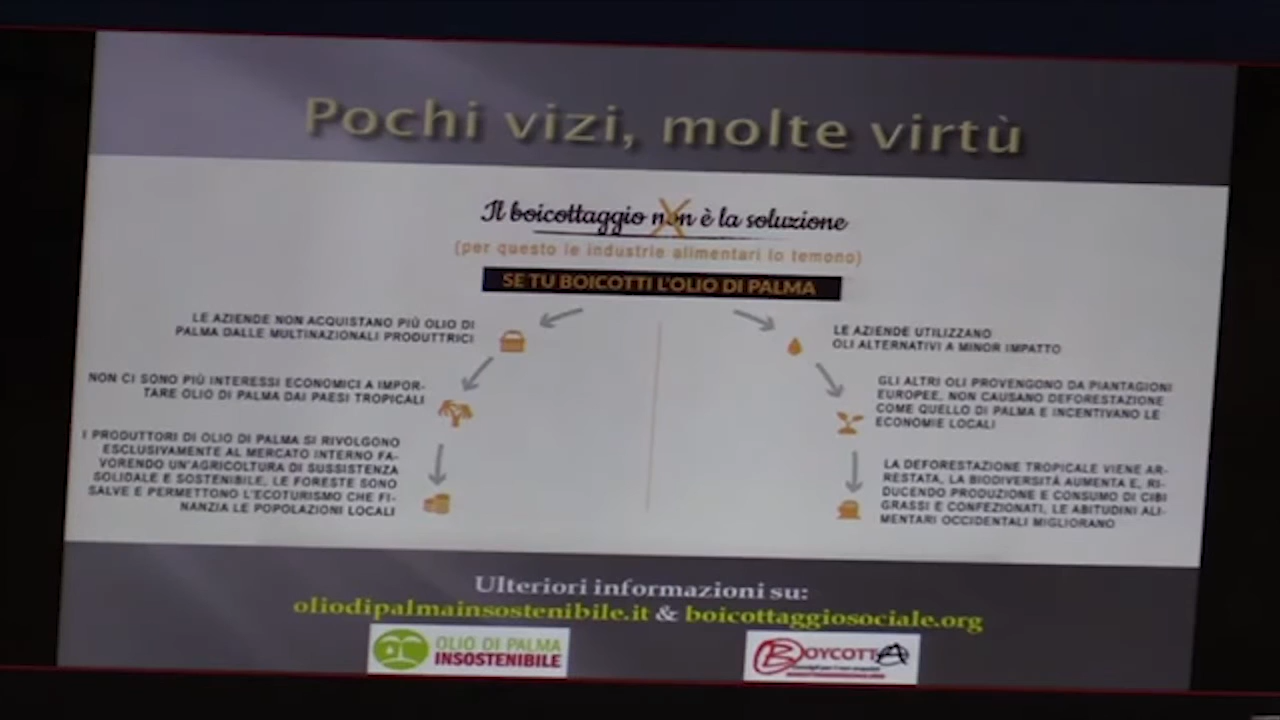 Pochi vizi, molte virtù
Il boicottaggio non è la soluzione
(per questo le industrie alimentari lo temono)
SE TU BOICOTTI L'OLIO DI PALMA
LE AZIENDE NON ACQUISTANO PIÙ OLIO DI
PALMA DALLE MULTINAZIONALI PRODUTTRICI
NON CI SONO PIÙ INTERESSI ECONOMICI A IMPOR-
TARE OLIO DI PALMA DAI PAESI TROPICALI
I PRODUTTORI DI OLIO DI PALMA SI RIVOLGONO
ESCLUSIVAMENTE AL MERCATO INTERNO FA-
VORENDO UN'AGRICOLTURA DI SUSSISTENZA
SOLIDALE E SOSTENIBILE, LE FORESTE SONO
SALVE E PERMETTONO L'ECOTURISMO CHE FI-
NANZIA LE POPOLAZIONI LOCALI
LE AZIENDE UTILIZZANO
OLI ALTERNATIVI A MINOR IMPATTO
GLI ALTRI OLI PROVENGONO DA PIANTAGIONI
EUROPEE, NON CAUSANO DEFORESTAZIONE
COME QUELLO DI PALMA E INCENTIVANO LE
ECONOMIE LOCALI
LA DEFORESTAZIONE TROPICALE VIENE AR-
RESTATA, LA BIODIVERSITÀ AUMENTA E, RI-
DUCENDO PRODUZIONE E CONSUMO DI CIBI
GRASSI E CONFEZIONATI, LE ABITUDINI ALI-
MENTARI OCCIDENTALI MIGLIORANO
Ulteriori informazioni su:
oliodipalmainsostenibile.it & boicottaggiosociale.org
OLIO DI PALMA
INSOSTENIBILE
BOYCOTTA